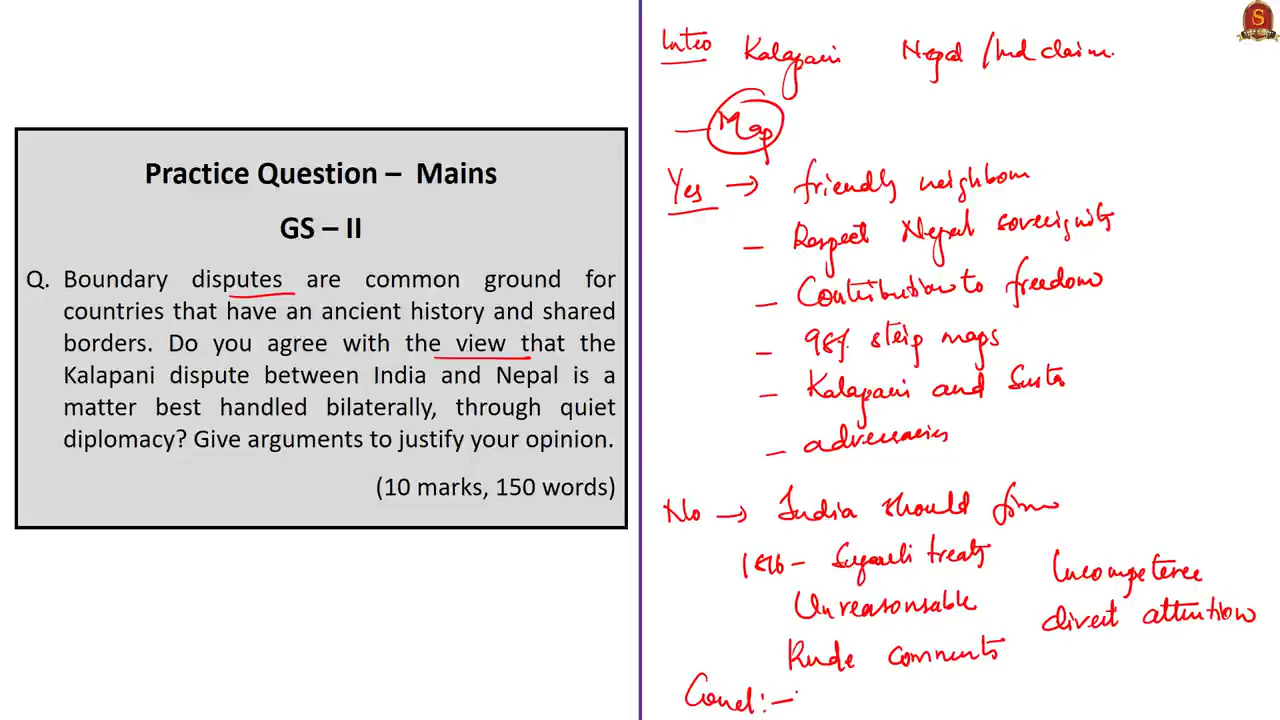 Practice Question – Mains
GS – II
Q. Boundary disputes are common ground for
countries that have an ancient history and shared
borders. Do you agree with the view that the
Kalapani dispute between India and Nepal is a
matter best handled bilaterally, through quiet
diplomacy? Give arguments to justify your opinion.
(10 marks, 150 words)
Intro Kalapani Nepal / Ind claim.
– Map
Yes → friendly neighbour
– Respect Nepal sovereignity
– Contribution to freedom
– 98% strip maps
– Kalapani and Susta
– adversaries
No → India should firm
1816 – Sugauli treaty
Unreasonsable
Rude comments
Incompetence
divert attention
Concl:–
S